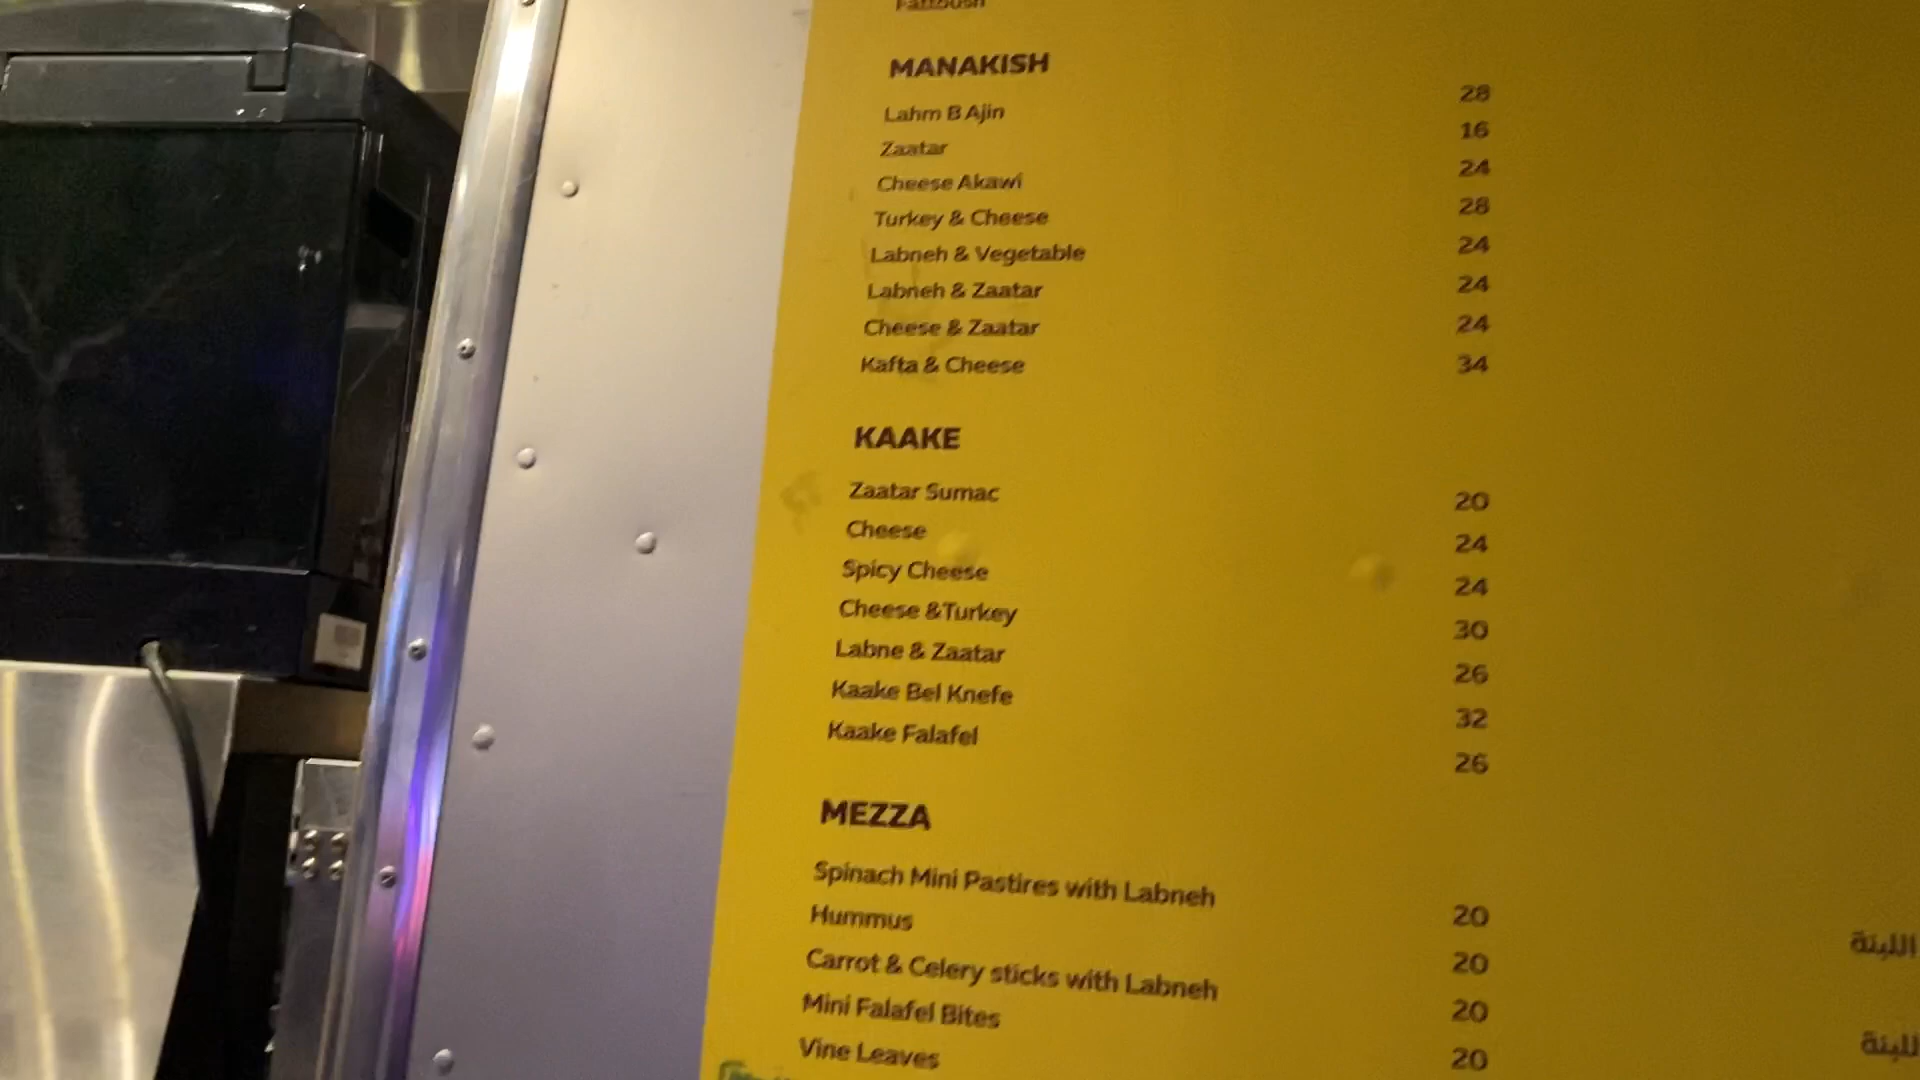 Fattoush
MANAKISH
Lahm B Ajin 28
Zaatar 16
Cheese Akawi 24
Turkey & Cheese 28
Labneh & Vegetable 24
Labneh & Zaatar 24
Cheese & Zaatar 24
Kafta & Cheese 34
KAAKE
Zaatar Sumac 20
Cheese 24
Spicy Cheese 24
Cheese &Turkey 30
Labne & Zaatar 26
Kaake Bel Knefe 32
Kaake Falafel 26
MEZZA
Spinach Mini Pastires with Labneh 20
Hummus 20
اللبنة
Carrot & Celery sticks with Labneh 20
Mini Falafel Bites 20
Vine Leaves